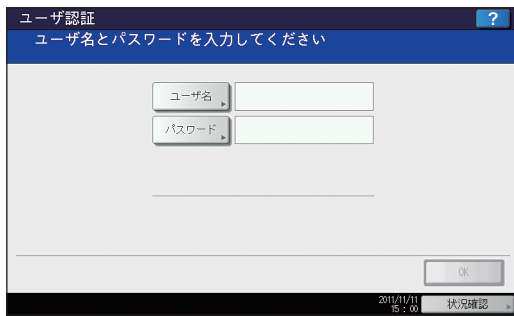 ユーザ認証
?
ユーザ名とパスワードを入力してください
ユーザ名
パスワード
OK
2011/11/11
15 : 00
状況確認